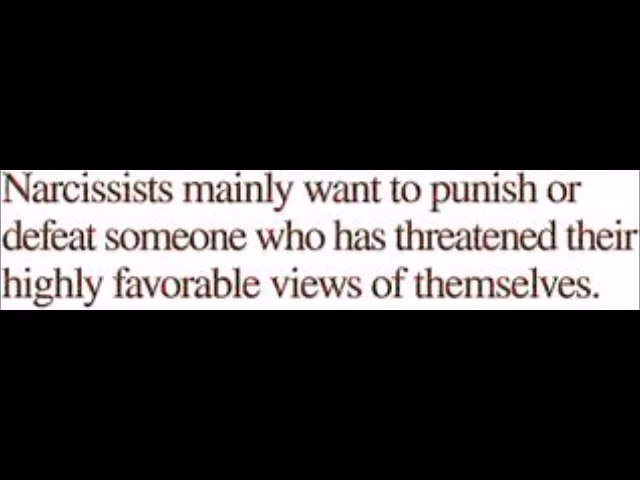 Narcissists mainly want to punish or
defeat someone who has threatened their
highly favorable views of themselves.